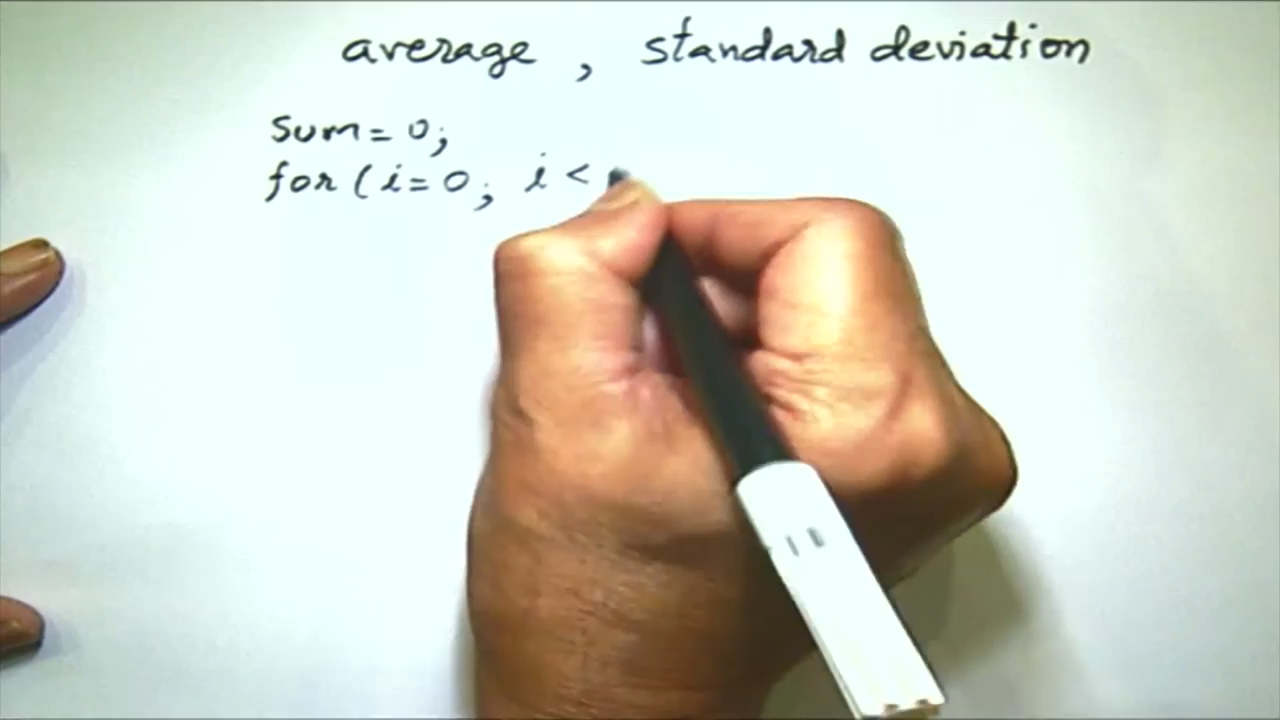 average , standard deviation
Sum = 0;
for ( i = 0; i <